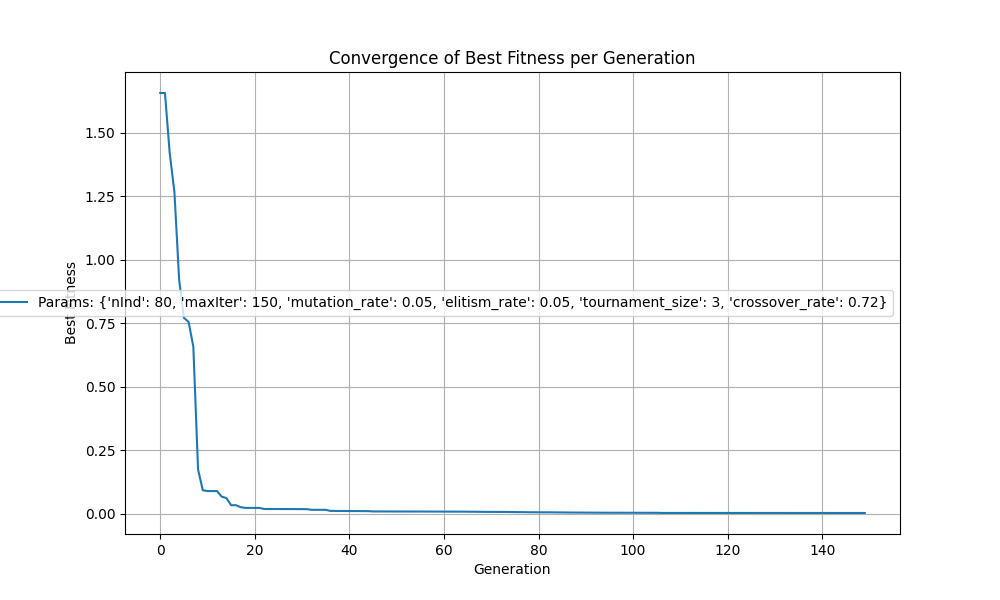 Convergence of Best Fitness per Generation
1.50
1.25
1.00
0.75
0.50
0.25
0.00
Best
Params: {'nInd': 80, 'maxIter': 150, 'mutation_rate': 0.05, 'elitism_rate': 0.05, 'tournament_size': 3, 'crossover_rate': 0.72}
0 20 40 60 80 100 120 140
Generation